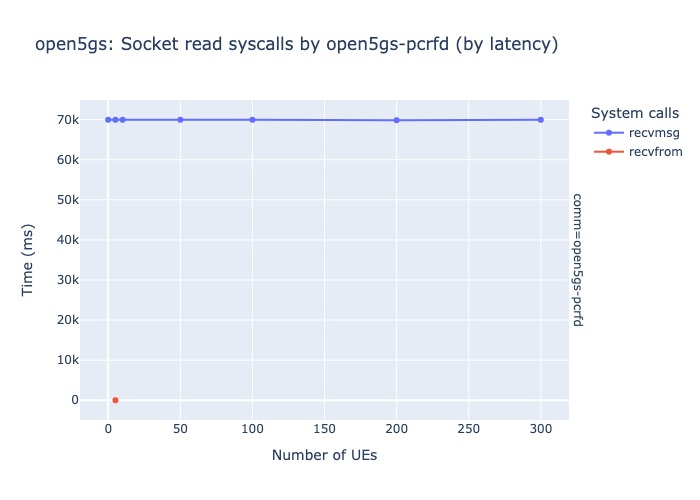 open5gs: Socket read syscalls by open5gs-pcrfd (by latency)
System calls
recvmsg
recvfrom
Time (ms)
70k
60k
50k
40k
30k
20k
10k
0
comm=open5gs-pcrfd
0 50 100 150 200 250 300
Number of UEs